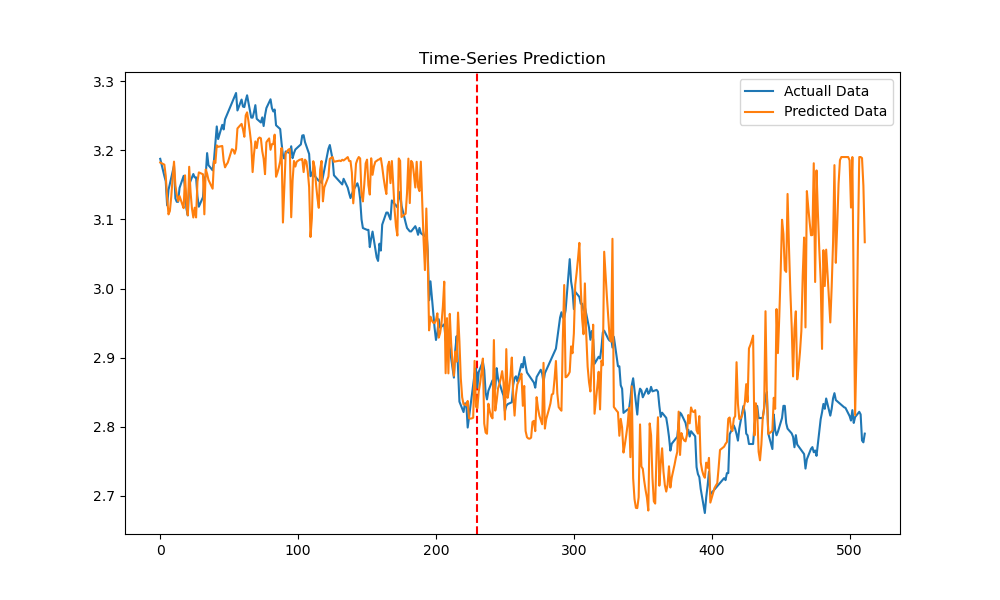 Time-Series Prediction
Actuall Data
Predicted Data
3.3
3.2
3.1
3.0
2.9
2.8
2.7
0 100 200 300 400 500